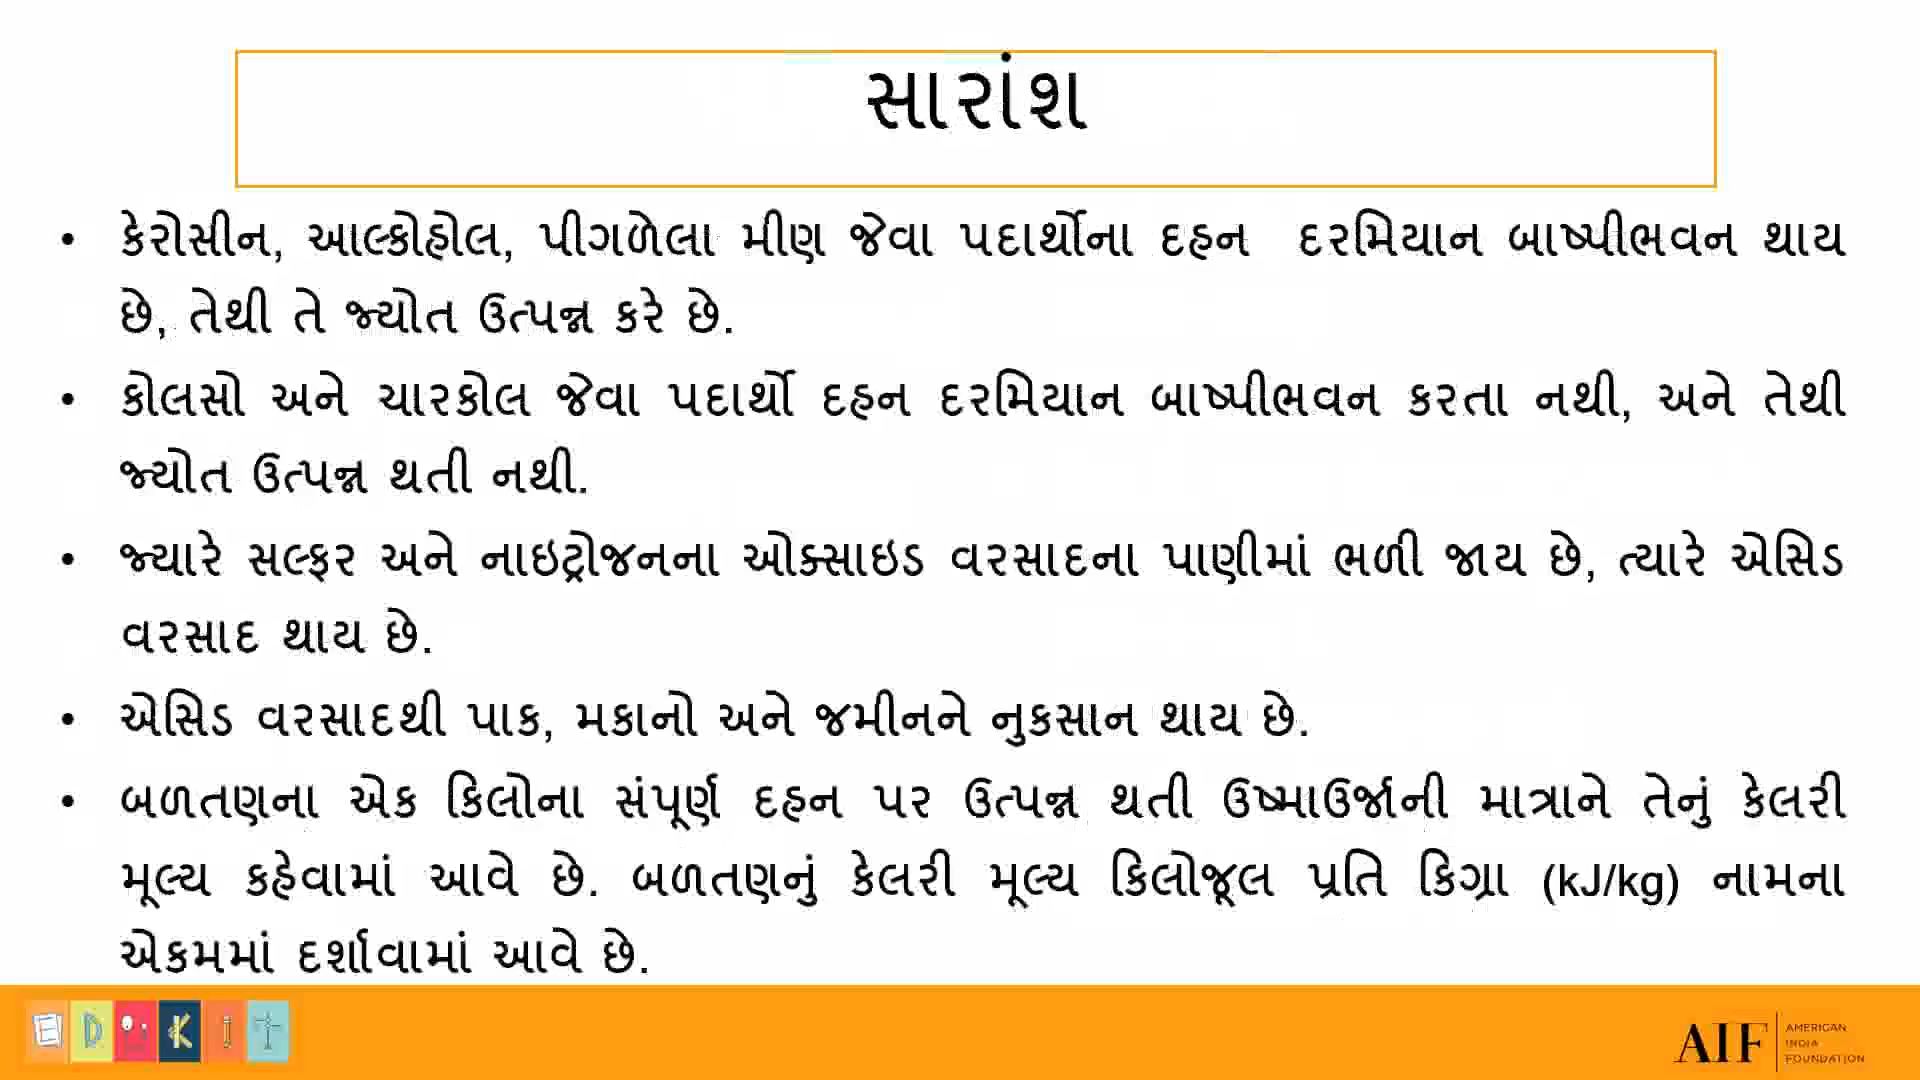 સારાંશ
• કેરોસીન, આલ્કોહોલ, પીગળેલા મીણ જેવા પદાર્થોના દહન દરમિયાન બાષ્પીભવન થાય
છે, તેથી તે જ્યોત ઉત્પન્ન કરે છે.
• કોલસો અને ચારકોલ જેવા પદાર્થો દહન દરમિયાન બાષ્પીભવન કરતા નથી, અને તેથી
જ્યોત ઉત્પન્ન થતી નથી.
• જ્યારે સલ્ફર અને નાઇટ્રોજનના ઓક્સાઇડ વરસાદના પાણીમાં ભળી જાય છે, ત્યારે એસિડ
વરસાદ થાય છે.
• એસિડ વરસાદથી પાક, મકાનો અને જમીનને નુકસાન થાય છે.
• બળતણના એક કિલોના સંપૂર્ણ દહન પર ઉત્પન્ન થતી ઉષ્માઉર્જાની માત્રાને તેનું કેલરી
મૂલ્ય કહેવામાં આવે છે. બળતણનું કેલરી મૂલ્ય કિલોજૂલ પ્રતિ કિગ્રા (kJ/kg) નામના
એકમમાં દર્શાવામાં આવે છે.
EDUKIT
AIF AMERICAN
INDIA
FOUNDATION